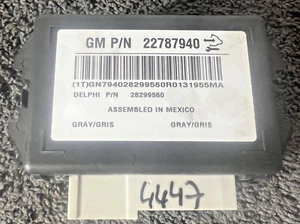 GM P/N 22787940
(1T)GN794028299560R0131955MA
DELPHI P/N 28299560
ASSEMBLED IN MEXICO
GRAY/GRIS GRAY/GRIS
4447